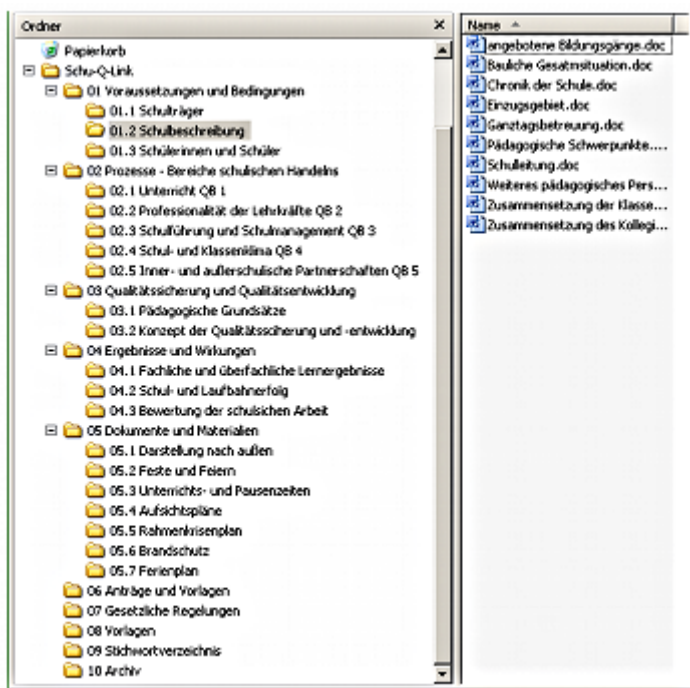 Ordner
Papierkorb
Schu-Q-Link
01 Voraussetzungen und Bedingungen
01.1 Schulträger
01.2 Schulbeschreibung
01.3 Schülerinnen und Schüler
02 Prozesse - Bereiche schulischen Handelns
02.1 Unterricht QB 1
02.2 Professionalität der Lehrkräfte QB 2
02.3 Schulführung und Schulmanagement QB 3
02.4 Schul- und Klassenklima QB 4
02.5 Inner- und außerschulische Partnerschaften QB 5
03 Qualitätssicherung und Qualitätsentwicklung
03.1 Pädagogische Grundsätze
03.2 Konzept der Qualitätssciherung und -entwicklung
04 Ergebnisse und Wirkungen
04.1 Fachliche und überfachliche Lernergebnisse
04.2 Schul- und Laufbahnerfolg
04.3 Bewertung der schulsichen Arbeit
05 Dokumente und Materialien
05.1 Darstellung nach außen
05.2 Feste und Feiern
05.3 Unterrichts- und Pausenzeiten
05.4 Aufsichtspläne
05.5 Rahmenkrisenplan
05.6 Brandschutz
05.7 Ferienplan
06 Anträge und Vorlagen
07 Gesetzliche Regelungen
08 Vorlagen
09 Stichwortverzeichnis
10 Archiv
Name
angebotene Bildungsgänge.doc
Bauliche Gesatmsituation.doc
Chronik der Schule.doc
Einzugsgebiet.doc
Ganztagsbetreuung.doc
Pädagogische Schwerpunkte....
Schulleitung.doc
Weiteres pädagogisches Pers...
Zusammensetzung der Klasse...
Zusammensetzung des Kollegi...